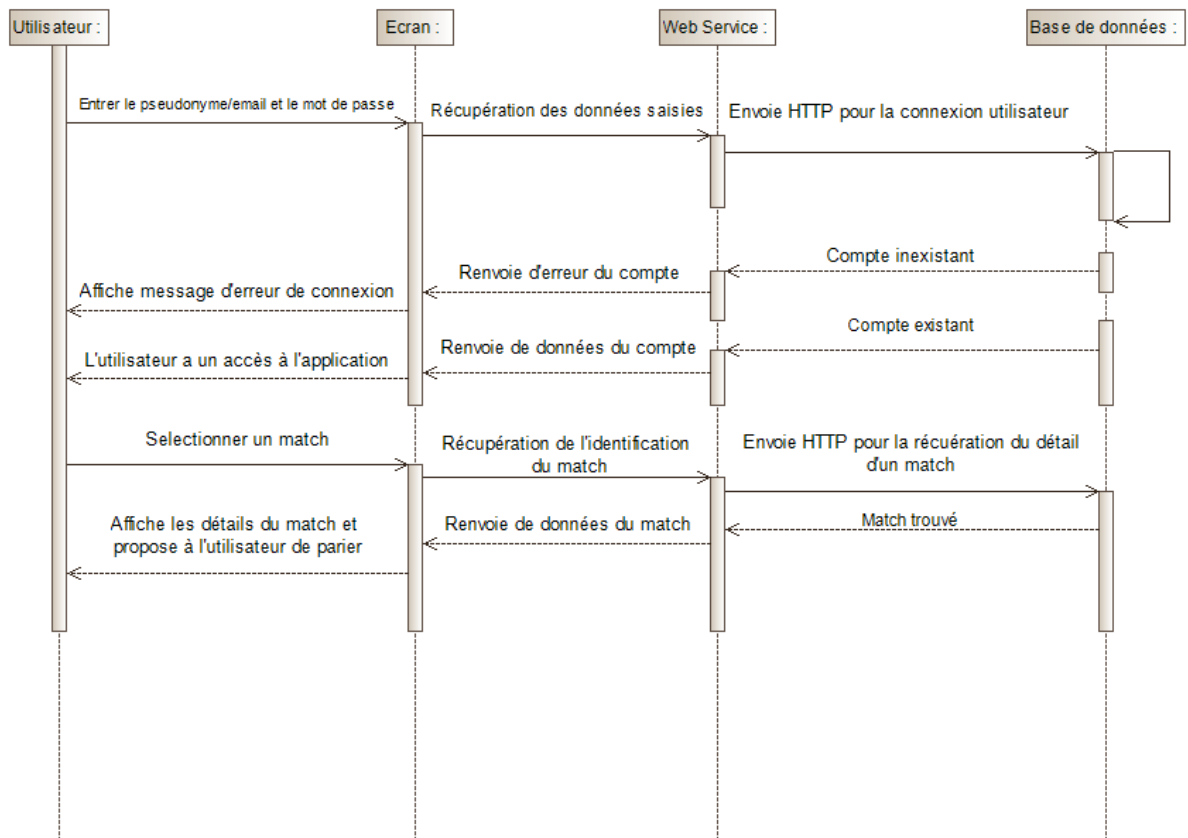 Utilisateur :
Ecran :
Web Service :
Base de données :
Entrer le pseudonyme/email et le mot de passe
Récupération des données saisies
Envoie HTTP pour la connexion utilisateur
Compte inexistant
Renvoie d'erreur du compte
Affiche message d'erreur de connexion
Compte existant
Renvoie de données du compte
L'utilisateur a un accès à l'application
Selectionner un match
Récupération de l'identification
du match
Envoie HTTP pour la récuération du détail
d'un match
Match trouvé
Renvoie de données du match
Affiche les détails du match et
propose à l'utilisateur de parier